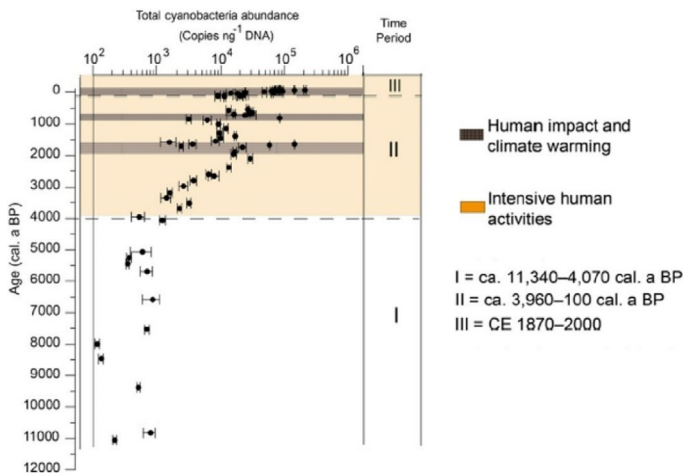 Total cyanobacteria abundance
(Copies ng⁻¹ DNA)
Time
Period
10² 10³ 10⁴ 10⁵ 10⁶
0
1000
2000
3000
4000
5000
6000
7000
8000
9000
10000
11000
12000
Age (cal. a BP)
III
II
I
Human impact and
climate warming
Intensive human
activities
I = ca. 11,340–4,070 cal. a BP
II = ca. 3,960–100 cal. a BP
III = CE 1870–2000